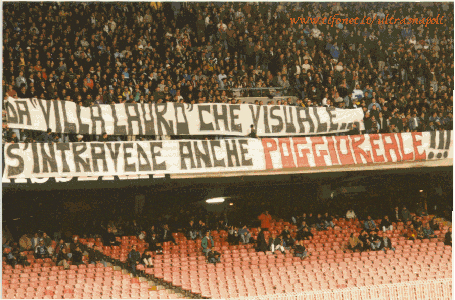 www.tifonet.it/ultrasnapoli
DA "VILLA LAURO" CHE VISUALE...
S'INTRAVEDE ANCHE POGGIOREALE!!!